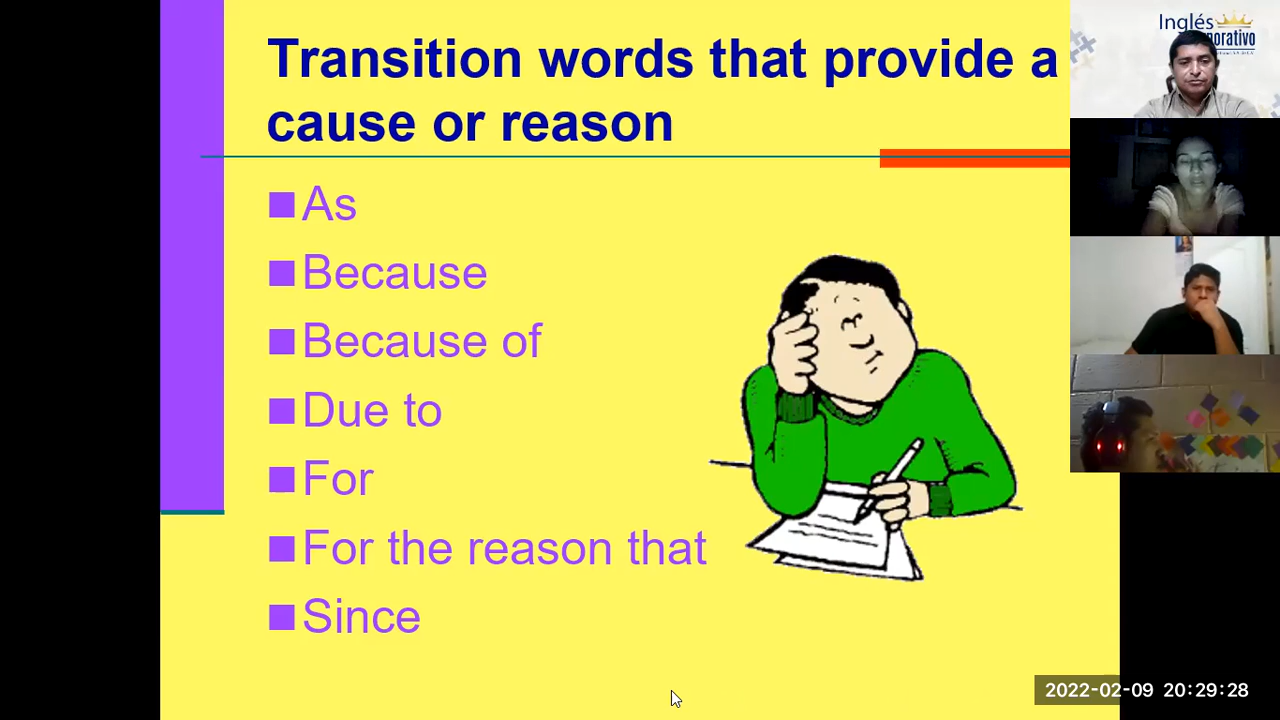 Transition words that provide a
cause or reason
As
Because
Because of
Due to
For
For the reason that
Since
Inglés
2022-02-09 20:29:28